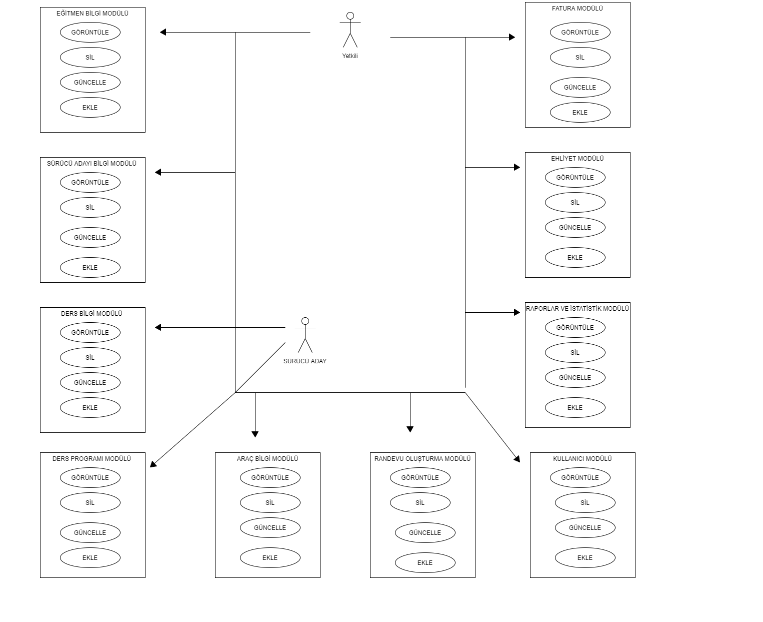 EĞİTMEN BİLGİ MODÜLÜ
GÖRÜNTÜLE
SİL
GÜNCELLE
EKLE
Yetkili
FATURA MODÜLÜ
GÖRÜNTÜLE
SİL
GÜNCELLE
EKLE
SÜRÜCÜ ADAYI BİLGİ MODÜLÜ
GÖRÜNTÜLE
SİL
GÜNCELLE
EKLE
EHLİYET MODÜLÜ
GÖRÜNTÜLE
SİL
GÜNCELLE
EKLE
DERS BİLGİ MODÜLÜ
GÖRÜNTÜLE
SİL
GÜNCELLE
EKLE
SÜRÜCÜ ADAY
RAPORLAR VE İSTATİSTİK MODÜLÜ
GÖRÜNTÜLE
SİL
GÜNCELLE
EKLE
DERS PROGRAMI MODÜLÜ
GÖRÜNTÜLE
SİL
GÜNCELLE
EKLE
ARAÇ BİLGİ MODÜLÜ
GÖRÜNTÜLE
SİL
GÜNCELLE
EKLE
RANDEVU OLUŞTURMA MODÜLÜ
GÖRÜNTÜLE
SİL
GÜNCELLE
EKLE
KULLANICI MODÜLÜ
GÖRÜNTÜLE
SİL
GÜNCELLE
EKLE